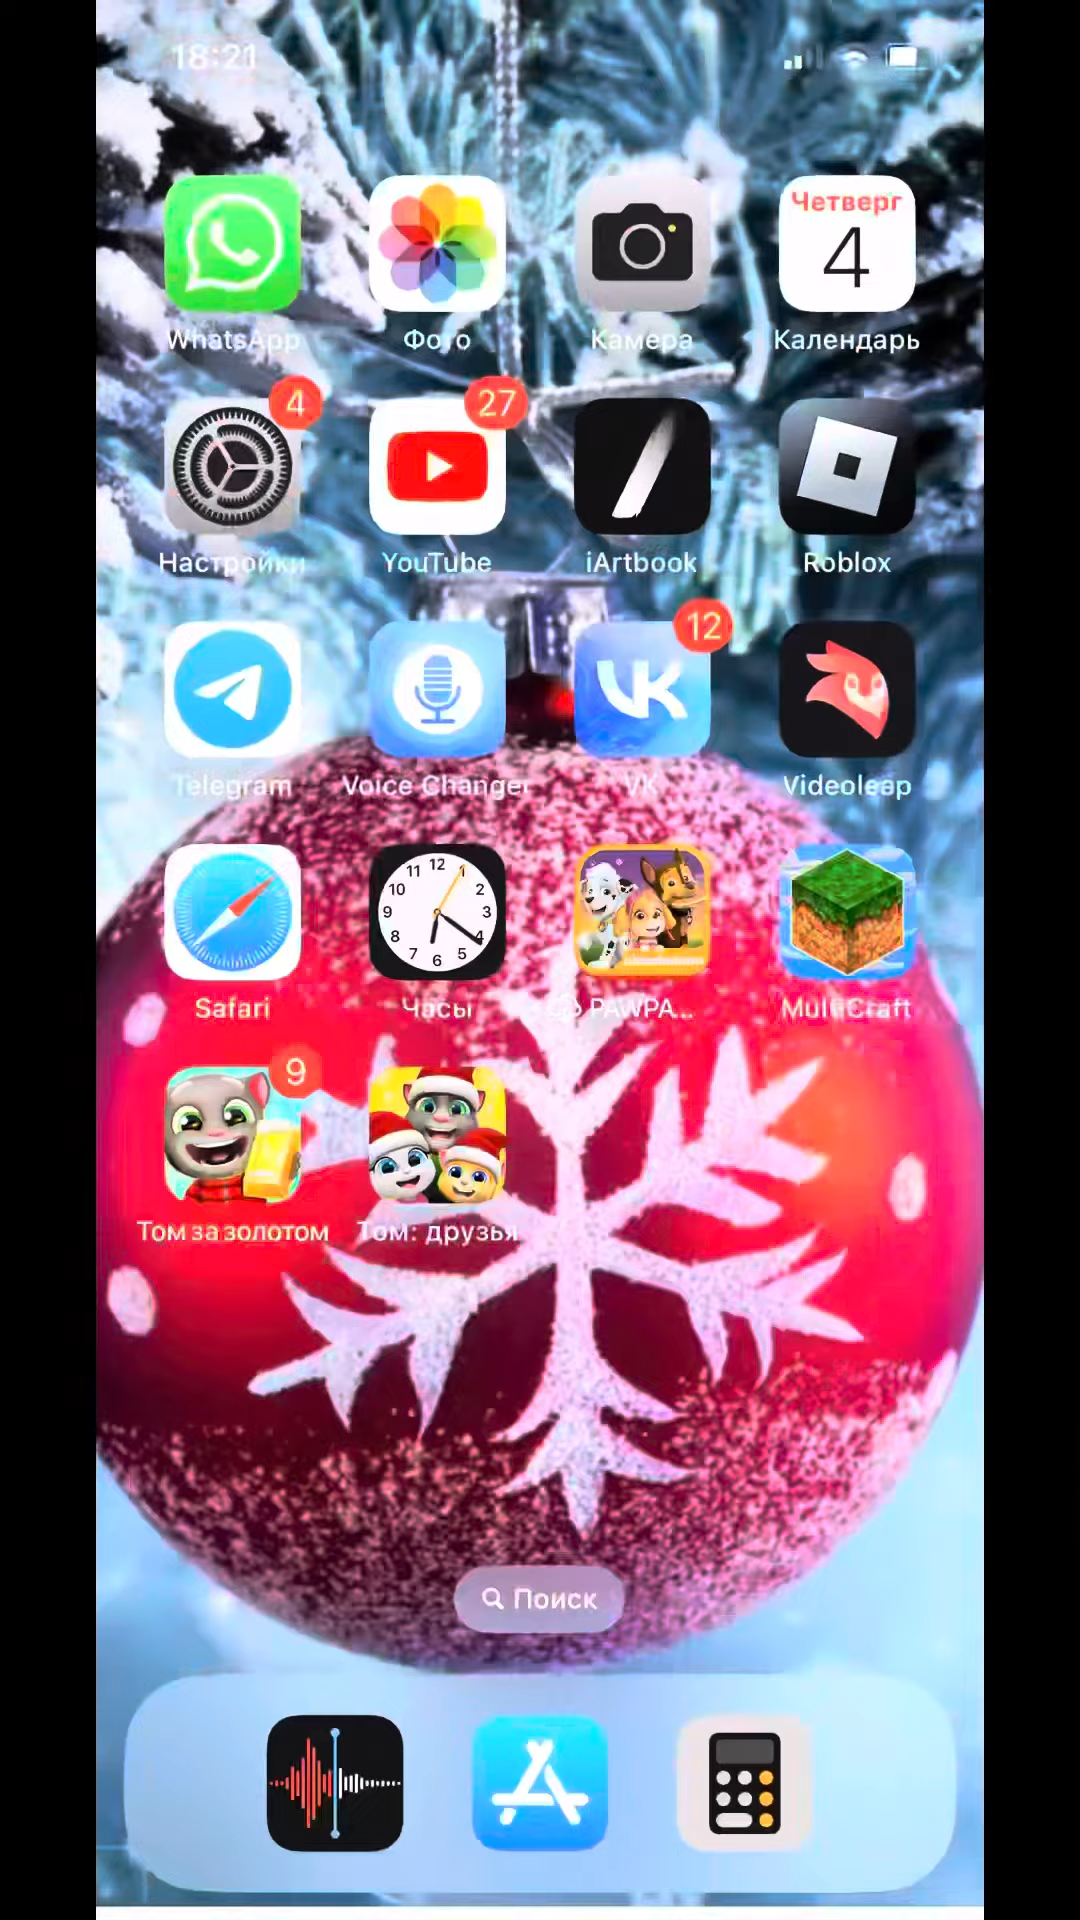 18:21
Четверг
4
WhatsApp
Фото
Камера
Календарь
4
27
Настройки
YouTube
iArtbook
Roblox
12
VK
Telegram
Voice Changer
VK
Videoleap
12
11
1
10
2
9
3
8
4
7
6
5
Safari
Часы
PAWPA...
MultiCraft
9
Том за золотом
Том: друзья
Поиск